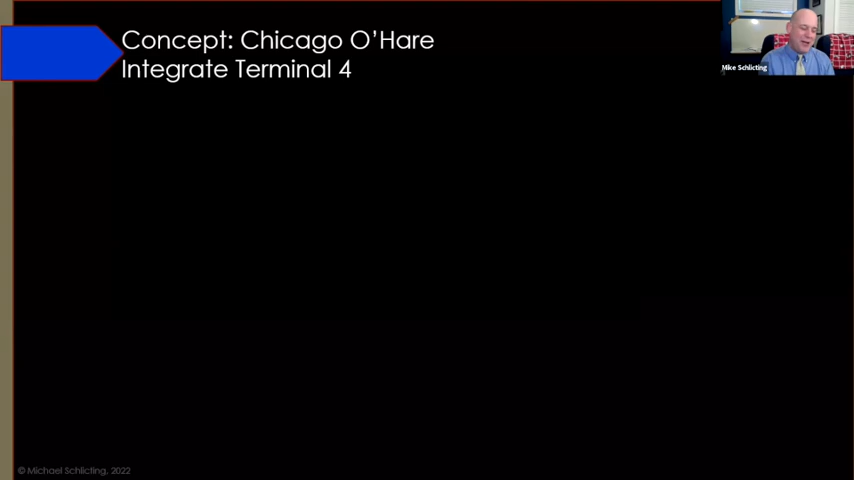 Concept: Chicago O’Hare
Integrate Terminal 4
Mike Schlicting
© Michael Schlicting, 2022